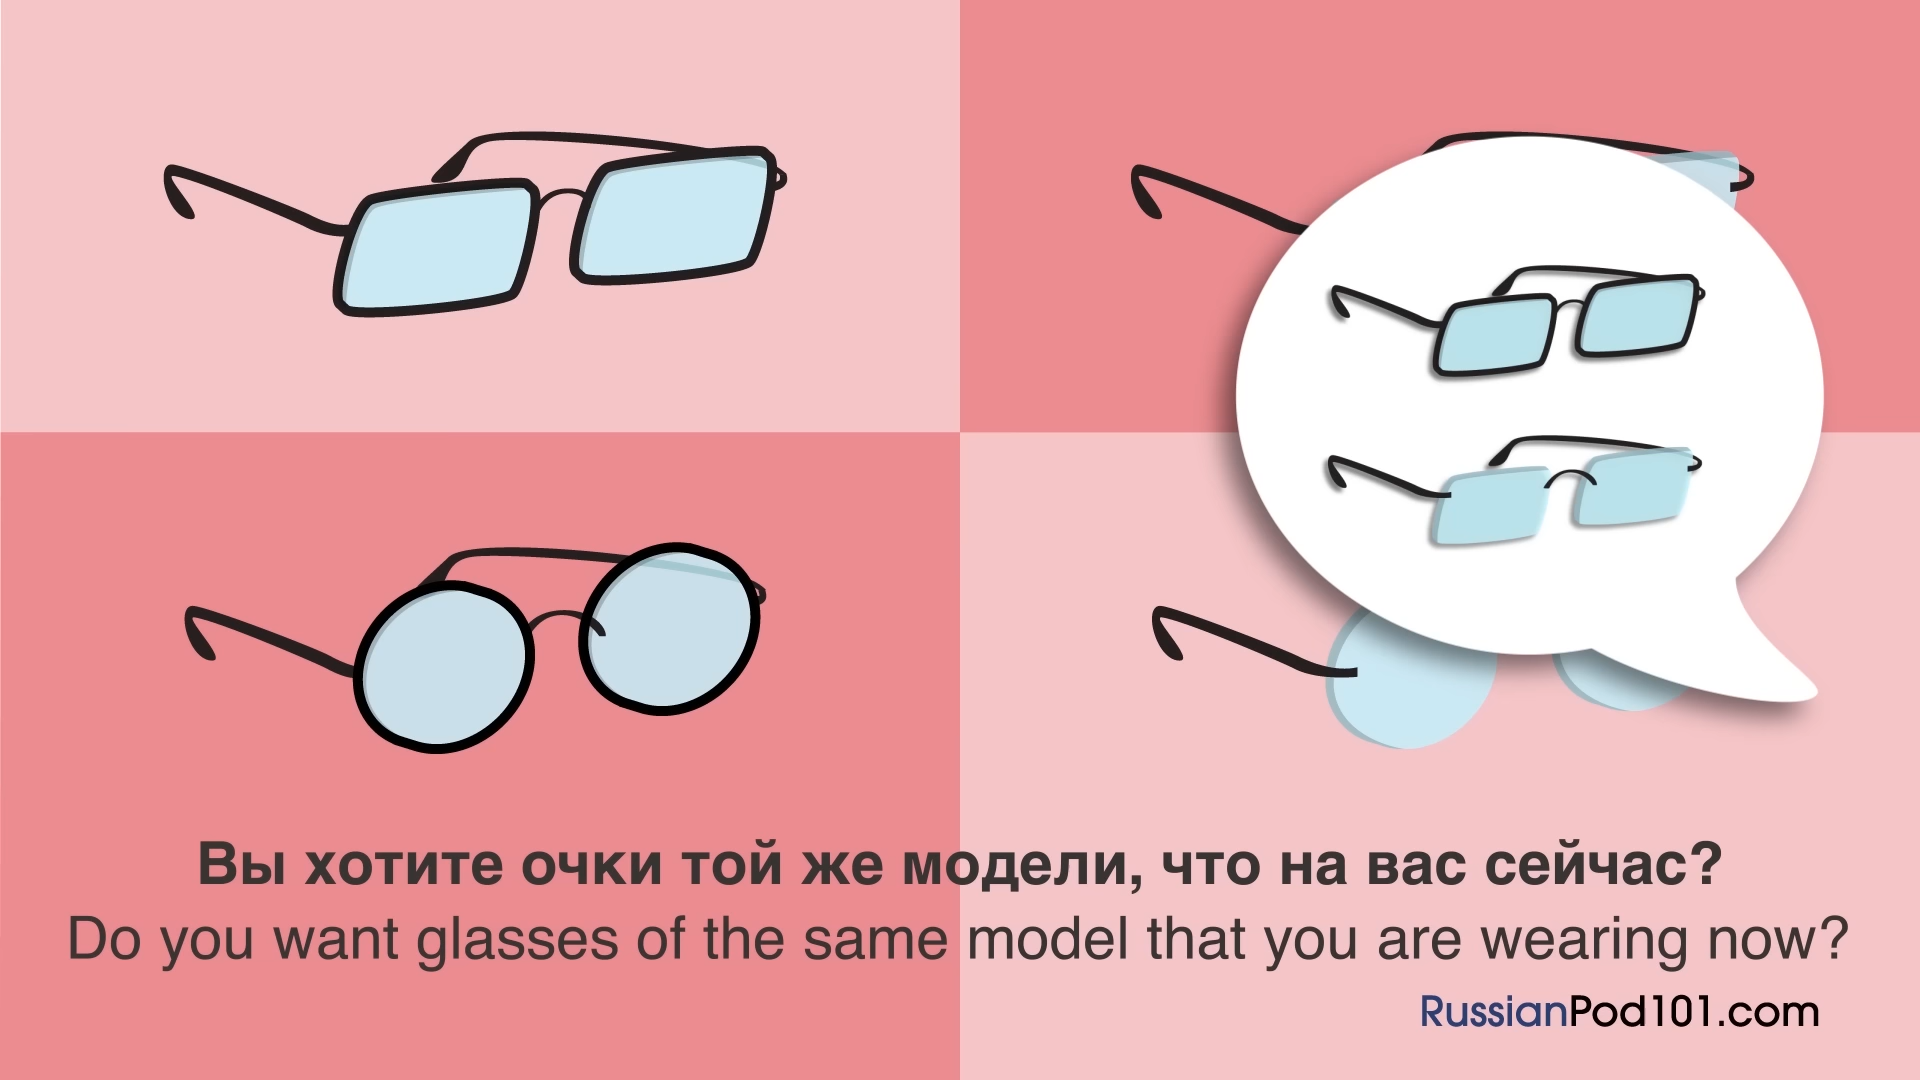 Вы хотите очки той же модели, что на вас сейчас?
Do you want glasses of the same model that you are wearing now?
RussianPod101.com